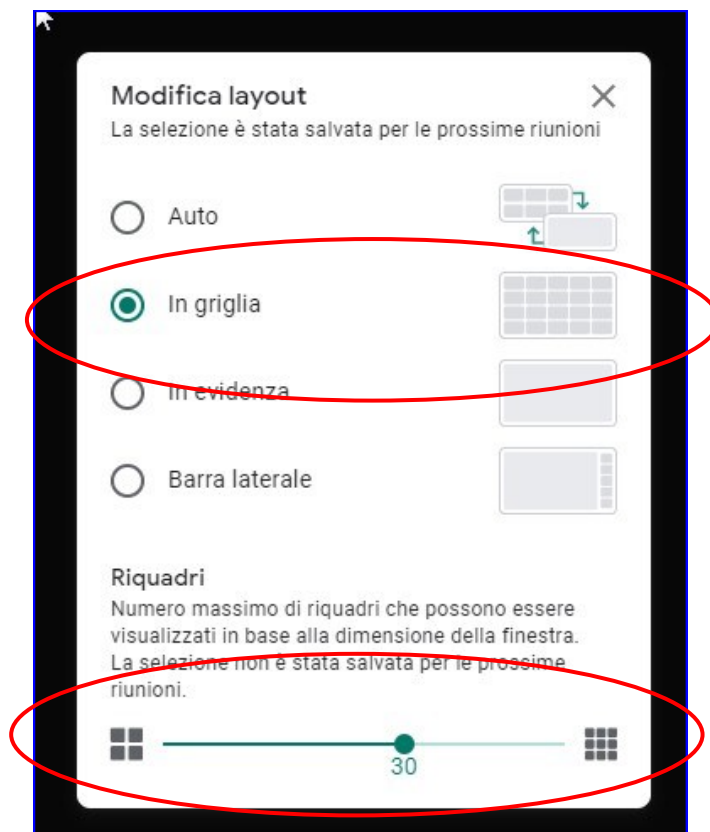 Modifica layout
La selezione è stata salvata per le prossime riunioni
Auto
In griglia
In evidenza
Barra laterale
Riquadri
Numero massimo di riquadri che possono essere
visualizzati in base alla dimensione della finestra.
La selezione non è stata salvata per le prossime
riunioni.
30